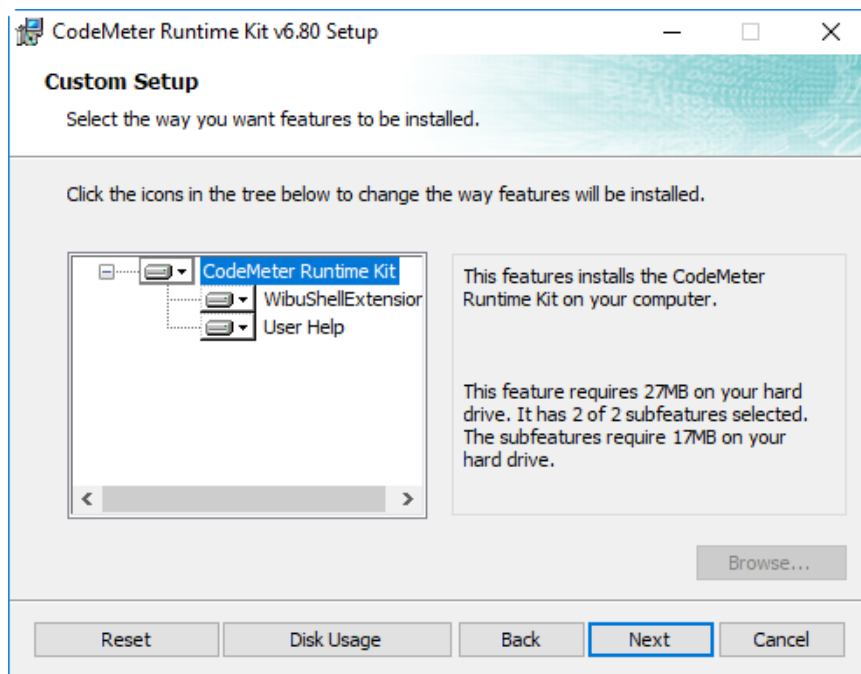 CodeMeter Runtime Kit v6.80 Setup
Custom Setup
Select the way you want features to be installed.
Click the icons in the tree below to change the way features will be installed.
CodeMeter Runtime Kit
WibuShellExtension
User Help
This features installs the CodeMeter
Runtime Kit on your computer.
This feature requires 27MB on your hard
drive. It has 2 of 2 subfeatures selected.
The subfeatures require 17MB on your
hard drive.
Browse...
Reset
Disk Usage
Back
Next
Cancel